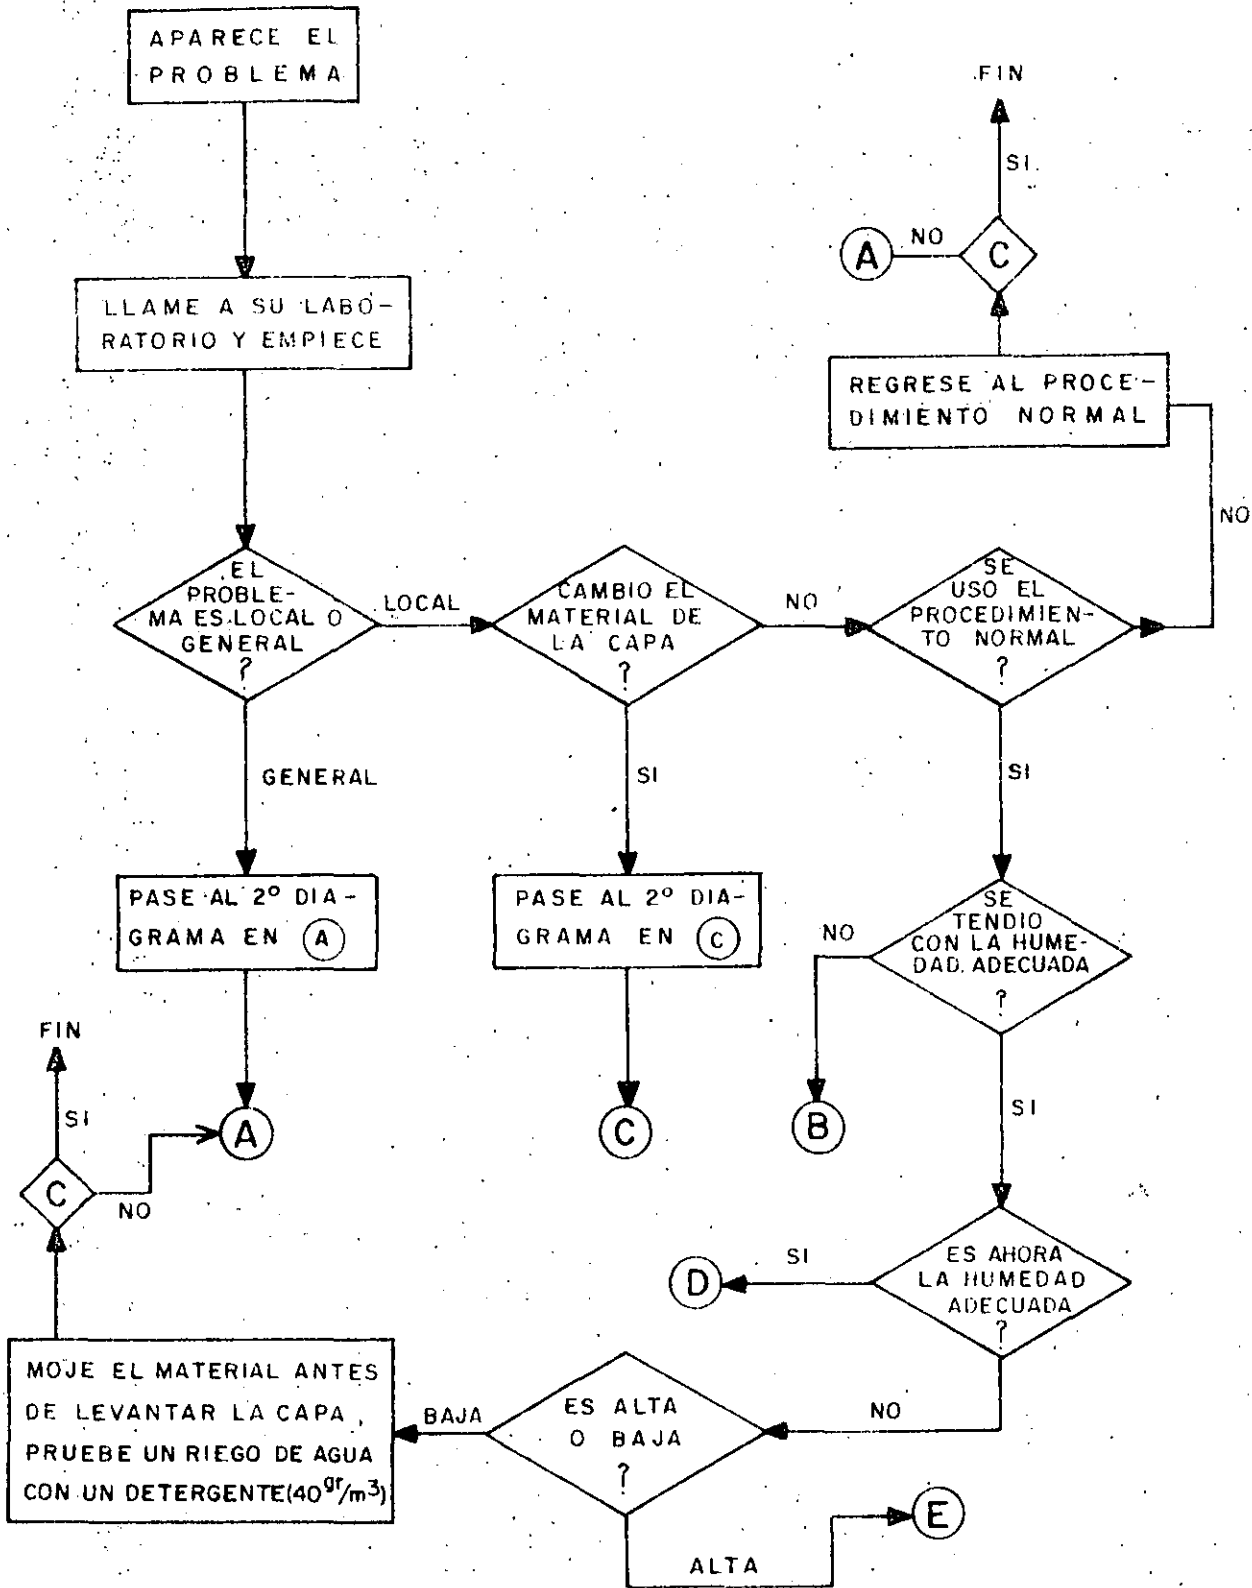 APARECE EL
PROBLEMA
FIN
SI
A
NO
C
LLAME A SU LABO-
RATORIO Y EMPIECE
REGRESE AL PROCE-
DIMIENTO NORMAL
NO
EL
PROBLE-
MA ES LOCAL O
GENERAL
?
LOCAL
CAMBIO EL
MATERIAL DE
LA CAPA
?
NO
SE
USO EL
PROCEDIMIEN-
TO NORMAL
?
GENERAL
SI
SI
PASE AL 2º DIA-
GRAMA EN A
PASE AL 2º DIA-
GRAMA EN C
NO
SE
TENDIO
CON LA HUME-
DAD ADECUADA
?
FIN
SI
A
C
B
SI
C
NO
D
SI
ES AHORA
LA HUMEDAD
ADECUADA
?
MOJE EL MATERIAL ANTES
DE LEVANTAR LA CAPA,
PRUEBE UN RIEGO DE AGUA
CON UN DETERGENTE(40 gr/m³)
BAJA
ES ALTA
O BAJA
?
NO
E
ALTA